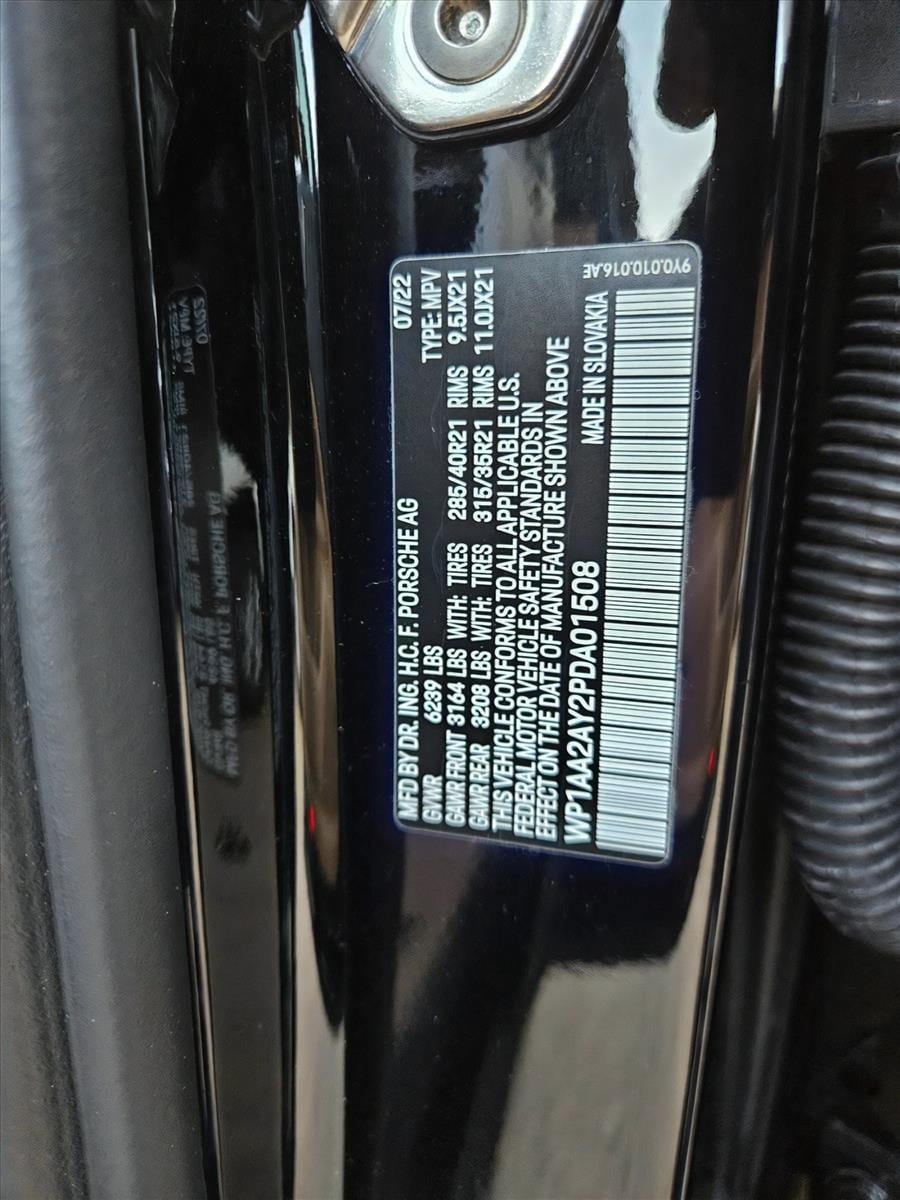 MFD BY DR. ING. H.C. F. PORSCHE AG 07/22
GVWR 6239 LBS TYPE: MPV
GAWR FRONT 3164 LBS WITH: TIRES 285/40R21 RIMS 9.5JX21
GAWR REAR 3208 LBS WITH: TIRES 315/35R21 RIMS 11.0JX21
THIS VEHICLE CONFORMS TO ALL APPLICABLE U.S.
FEDERAL MOTOR VEHICLE SAFETY STANDARDS IN
EFFECT ON THE DATE OF MANUFACTURE SHOWN ABOVE
WP1AA2AY2PDA01508 MADE IN SLOVAKIA
9Y0.010.016.AE